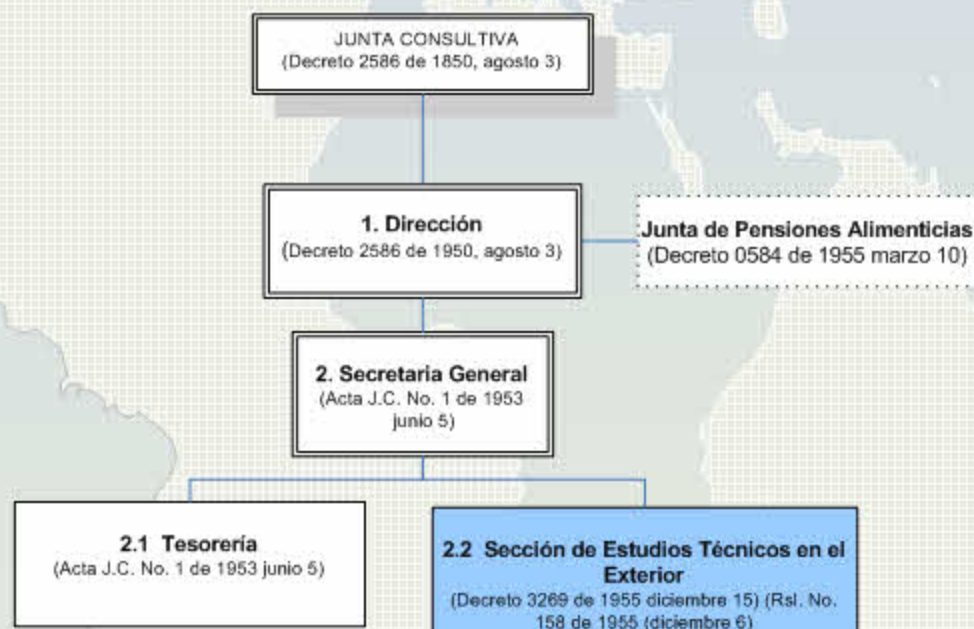 JUNTA CONSULTIVA
(Decreto 2586 de 1850, agosto 3)
1. Dirección
(Decreto 2586 de 1950, agosto 3)
Junta de Pensiones Alimenticias
(Decreto 0584 de 1955 marzo 10)
2. Secretaria General
(Acta J.C. No. 1 de 1953
junio 5)
2.1 Tesorería
(Acta J.C. No. 1 de 1953 junio 5)
2.2 Sección de Estudios Técnicos en el
Exterior
(Decreto 3269 de 1955 diciembre 15) (Rsl. No.
158 de 1955 (diciembre 6)